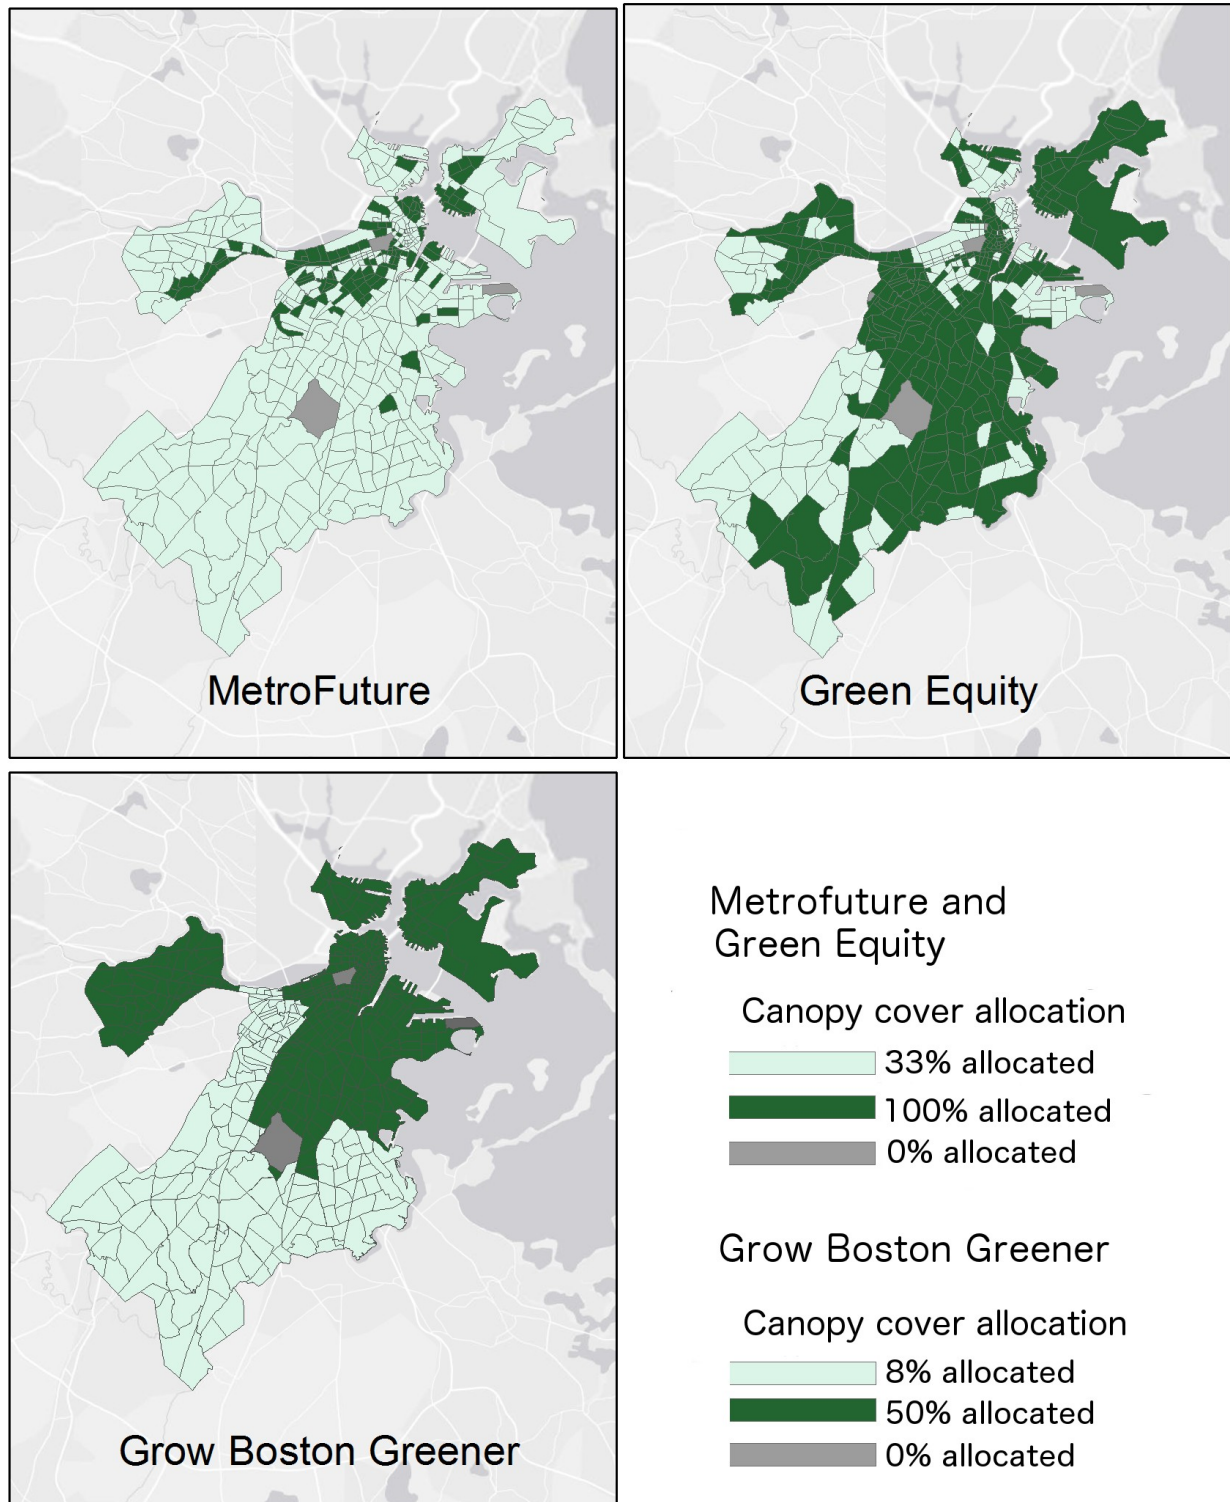 MetroFuture
Green Equity
Grow Boston Greener
Metrofuture and
Green Equity
Canopy cover allocation
33% allocated
100% allocated
0% allocated
Grow Boston Greener
Canopy cover allocation
8% allocated
50% allocated
0% allocated